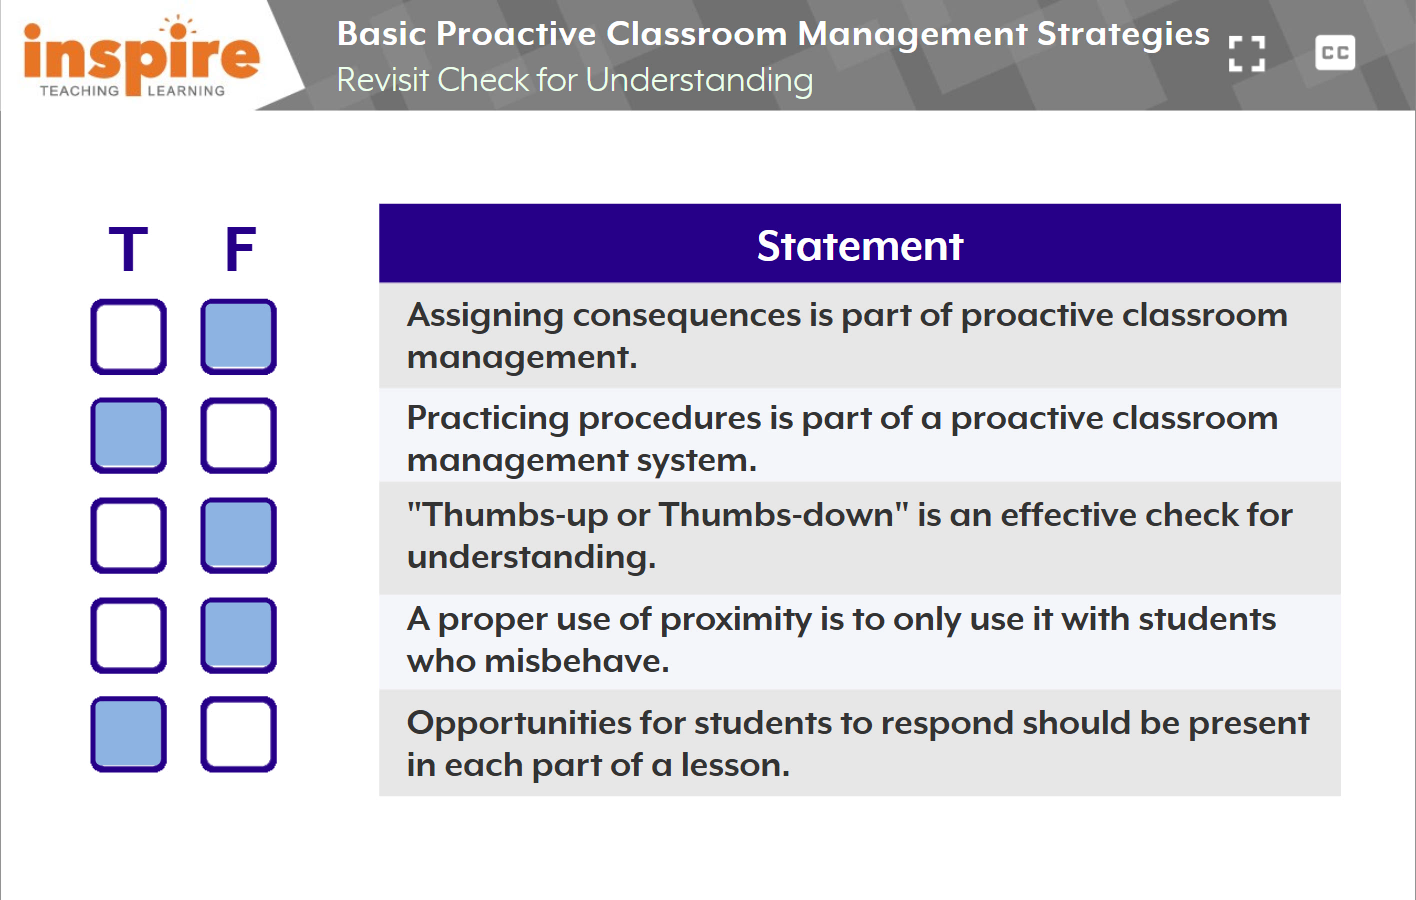 inspire
TEACHING LEARNING
Basic Proactive Classroom Management Strategies
Revisit Check for Understanding
CC
T F
Statement
Assigning consequences is part of proactive classroom
management.
Practicing procedures is part of a proactive classroom
management system.
"Thumbs-up or Thumbs-down" is an effective check for
understanding.
A proper use of proximity is to only use it with students
who misbehave.
Opportunities for students to respond should be present
in each part of a lesson.